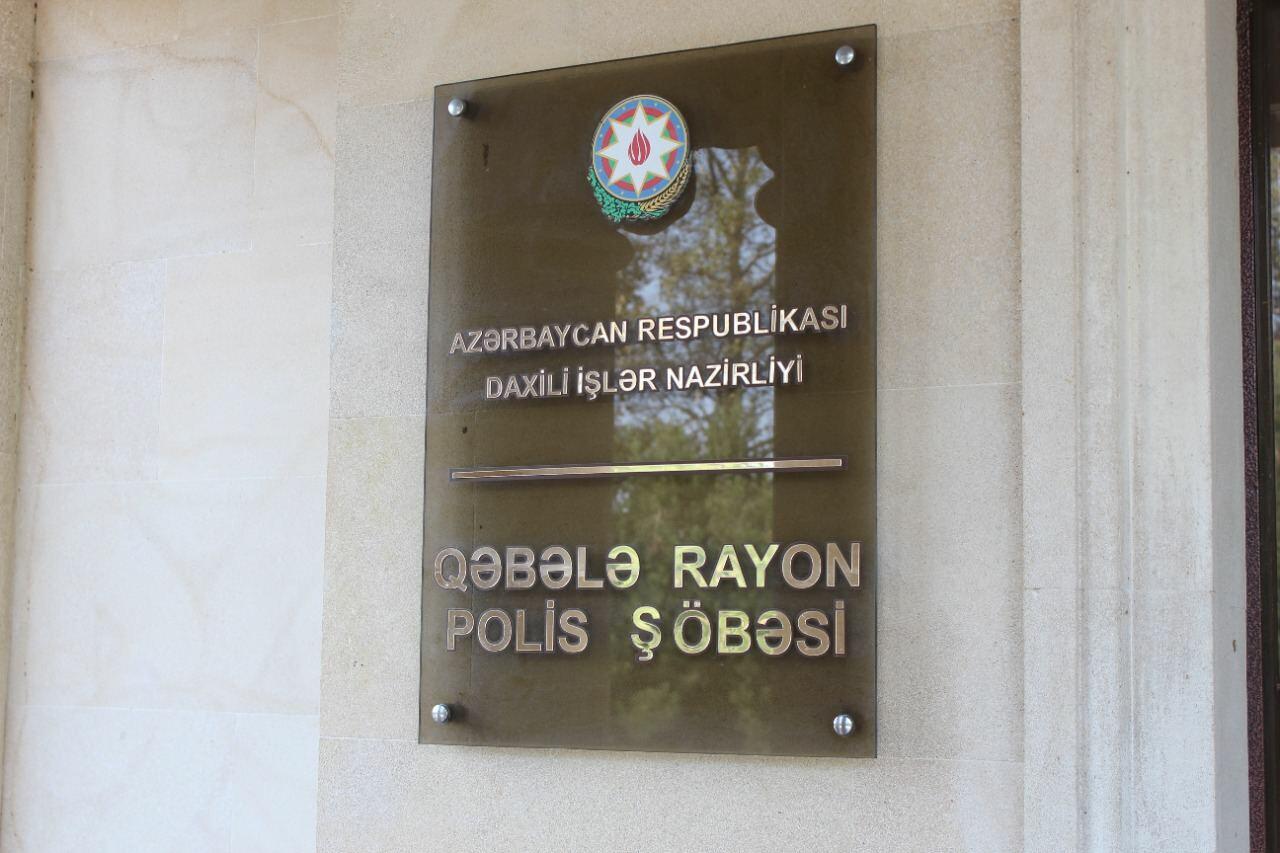 AZƏRBAYCAN RESPUBLİKASI
DAXİLİ İŞLƏR NAZİRLİYİ
QƏBƏLƏ RAYON
POLİS ŞÖBƏSİ